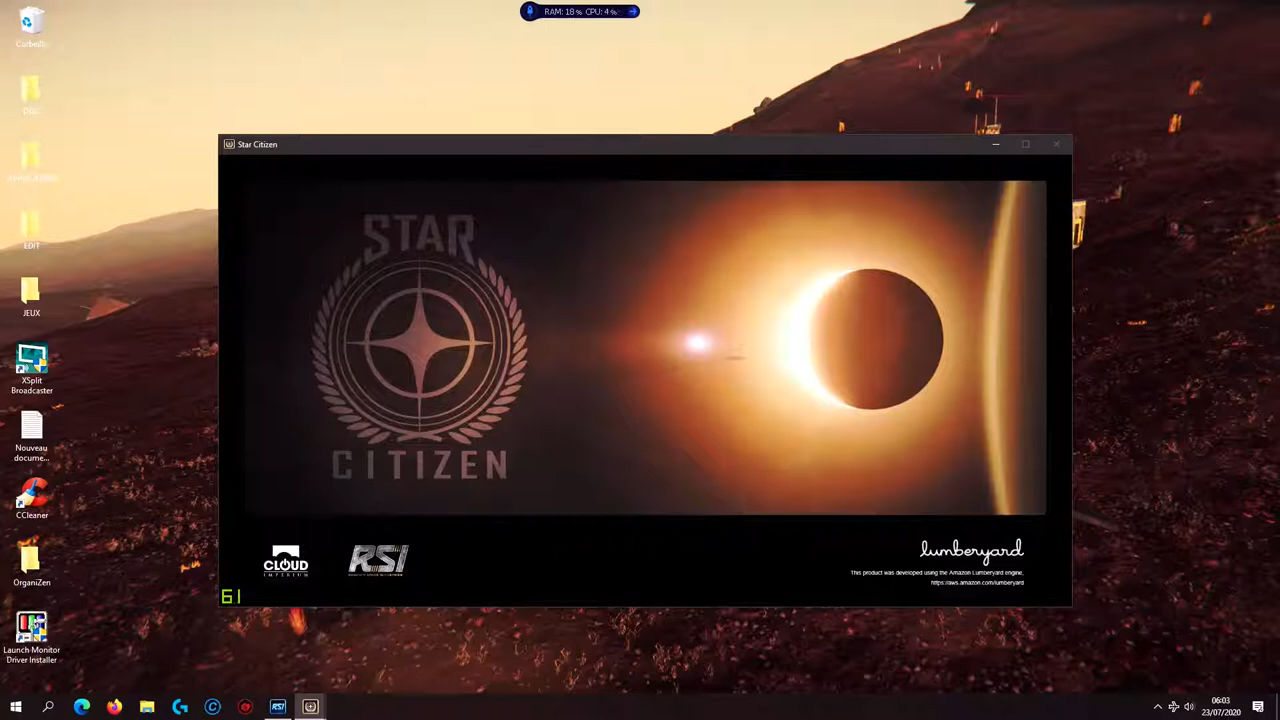 RAM: 18% CPU: 4%
Star Citizen
STAR
CITIZEN
CLOUD
IMPERIUM
RSI
lumberyard
This product was developed using the Amazon Lumberyard engine.
https://aws.amazon.com/lumberyard
61
EDIT
JEUX
XSplit
Broadcaster
Nouveau
docume...
CCleaner
OrganiZen
Launch-Monitor
Driver Installer
RSI
06:03
23/07/2020